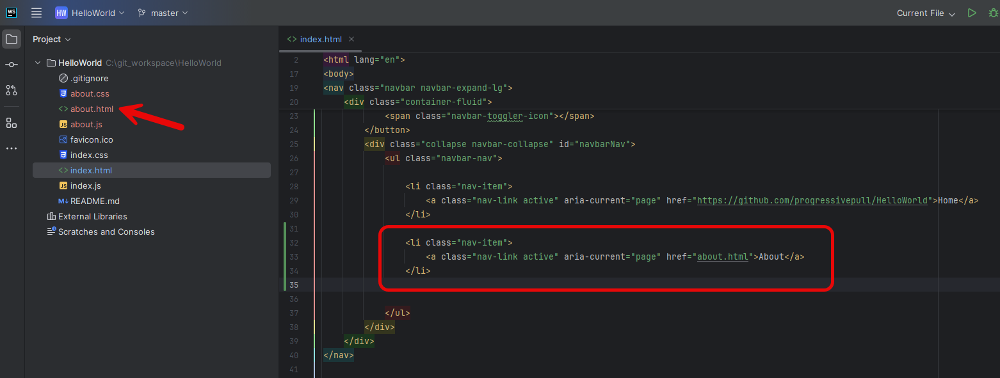 WS HW HelloWorld master Current File
Project
HelloWorld C:\git_workspace\HelloWorld
.gitignore
about.css
about.html
JS about.js
favicon.ico
index.css
index.html
JS index.js
M↓ README.md
External Libraries
Scratches and Consoles
index.html
2 <html lang="en">
17 <body>
19 <nav class="navbar navbar-expand-lg">
20 <div class="container-fluid">
23 <span class="navbar-toggler-icon"></span>
24 </button>
25 <div class="collapse navbar-collapse" id="navbarNav">
26 <ul class="navbar-nav">
27
28 <li class="nav-item">
29 <a class="nav-link active" aria-current="page" href="https://github.com/progressivepull/HelloWorld">Home</a>
30 </li>
31
32 <li class="nav-item">
33 <a class="nav-link active" aria-current="page" href="about.html">About</a>
34 </li>
35
36
37 </ul>
38 </div>
39 </div>
40 </nav>
41